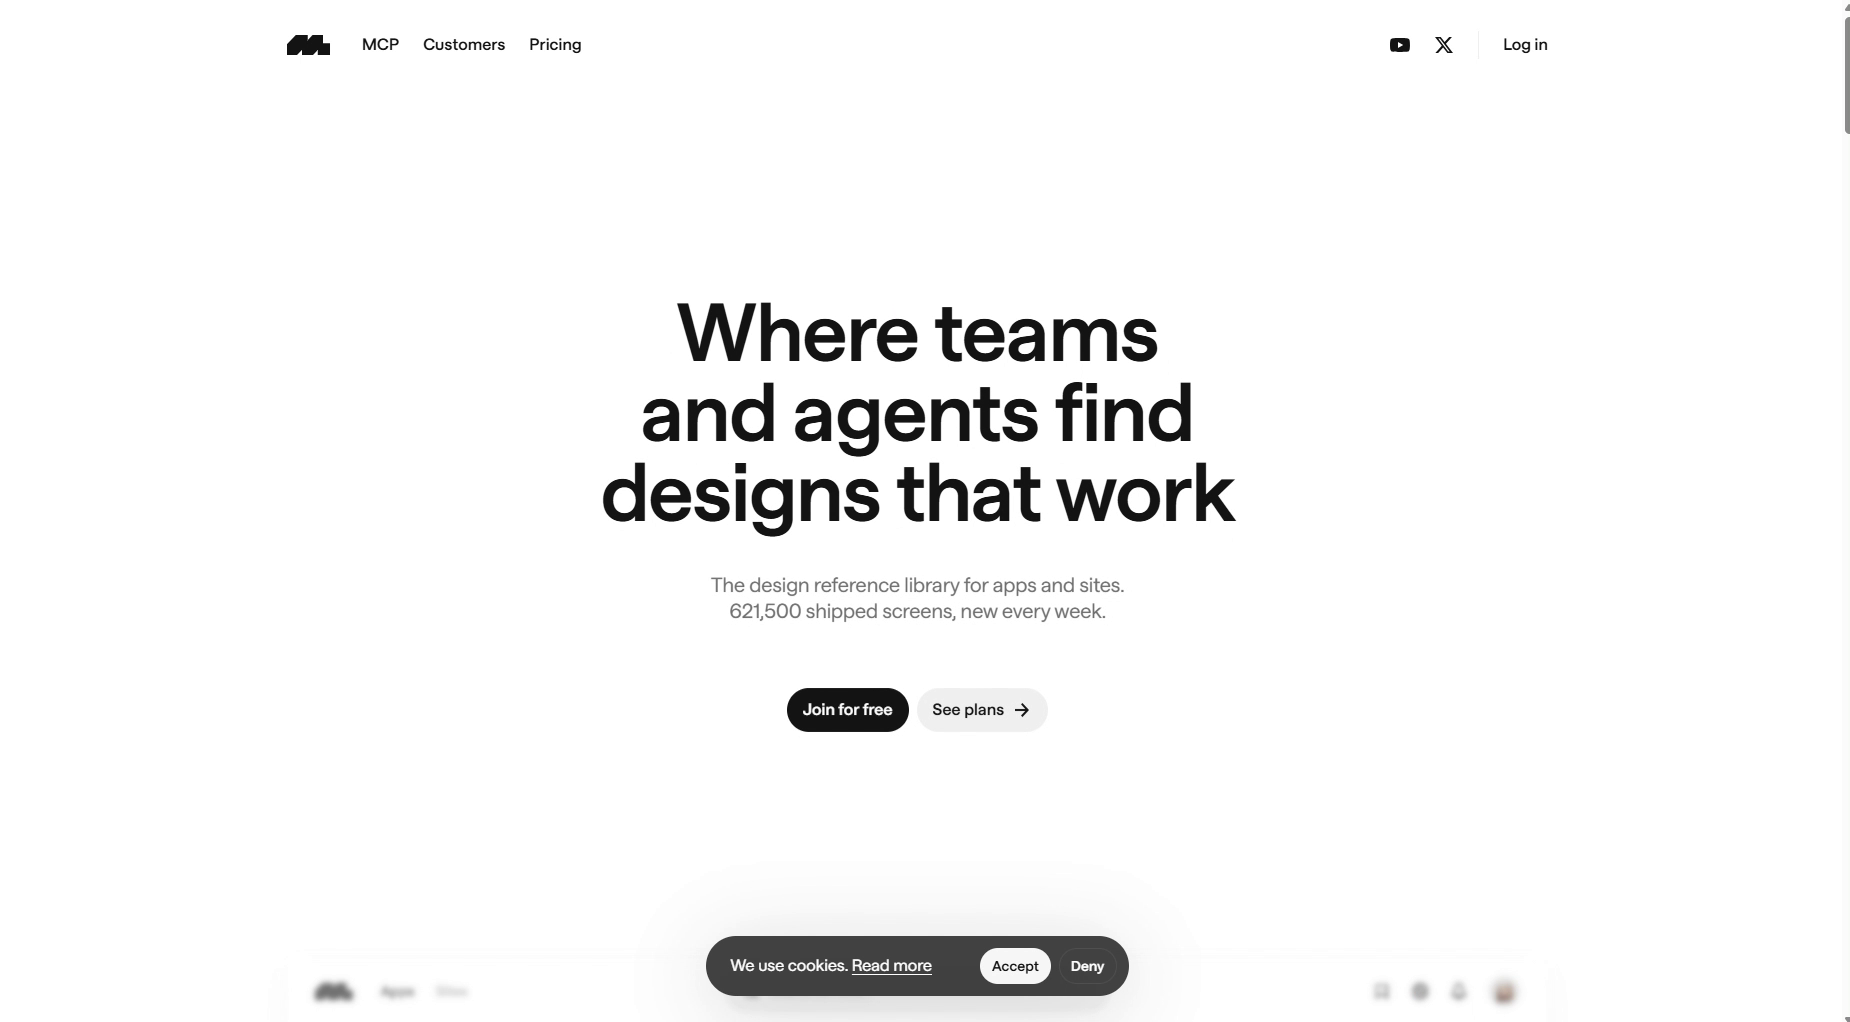 MCP
Customers
Pricing
Log in
Where teams
and agents find
designs that work
The design reference library for apps and sites.
621,500 shipped screens, new every week.
Join for free
See plans
We use cookies. Read more
Accept
Deny
Apps
Sites